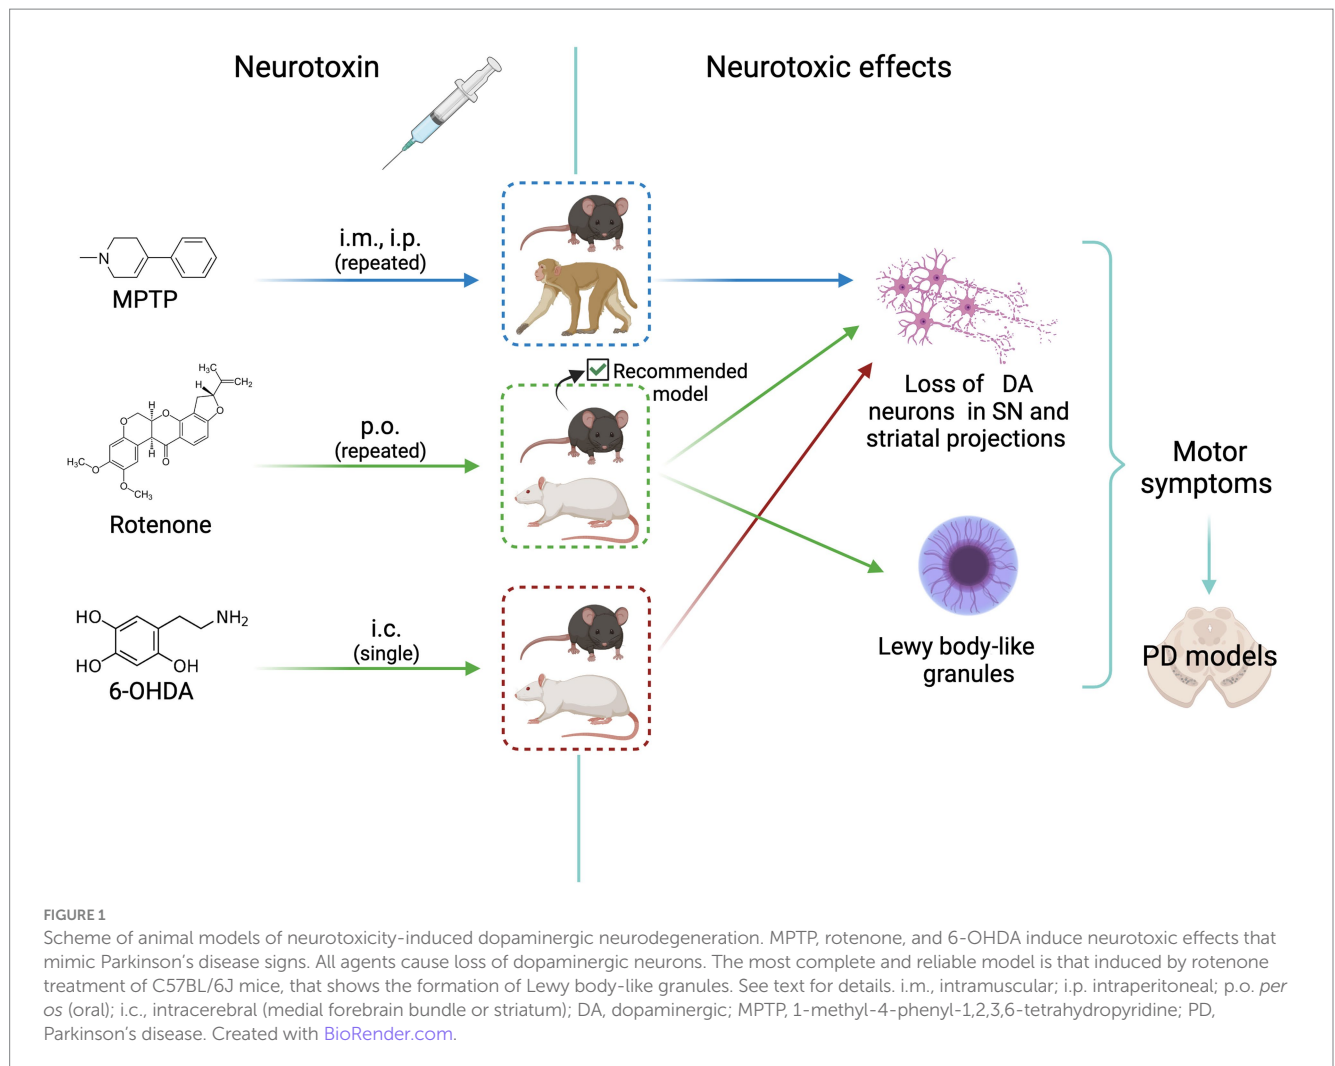 Neurotoxin
Neurotoxic effects
N
MPTP
i.m., i.p.
(repeated)
Recommended
model
H₃C
CH₂
H
H
O
O
O
H
O
H₃C
O
O
CH₃
Rotenone
p.o.
(repeated)
Loss of DA
neurons in SN and
striatal projections
Motor
symptoms
HO
NH₂
HO
OH
6-OHDA
i.c.
(single)
Lewy body-like
granules
PD models
FIGURE 1
Scheme of animal models of neurotoxicity-induced dopaminergic neurodegeneration. MPTP, rotenone, and 6-OHDA induce neurotoxic effects that
mimic Parkinson's disease signs. All agents cause loss of dopaminergic neurons. The most complete and reliable model is that induced by rotenone
treatment of C57BL/6J mice, that shows the formation of Lewy body-like granules. See text for details. i.m., intramuscular; i.p. intraperitoneal; p.o. per
os (oral); i.c., intracerebral (medial forebrain bundle or striatum); DA, dopaminergic; MPTP, 1-methyl-4-phenyl-1,2,3,6-tetrahydropyridine; PD,
Parkinson's disease. Created with BioRender.com.